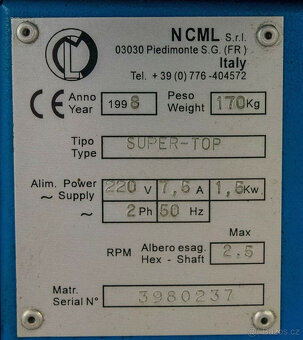 NCML S.r.l.
03030 Piedimonte S.G. (FR)
Italy
Tel. +39 (0) 776 -404572
CE Anno Year 1998 Peso Weight 170 Kg
Tipo Type SUPER-TOP
Alim. Power ~ Supply 220 V 7,5 A 1,5 Kw.
~ 2 Ph 50 Hz
Max
RPM Albero esag. Hex - Shaft 2.5
Matr. Serial N° 3980237